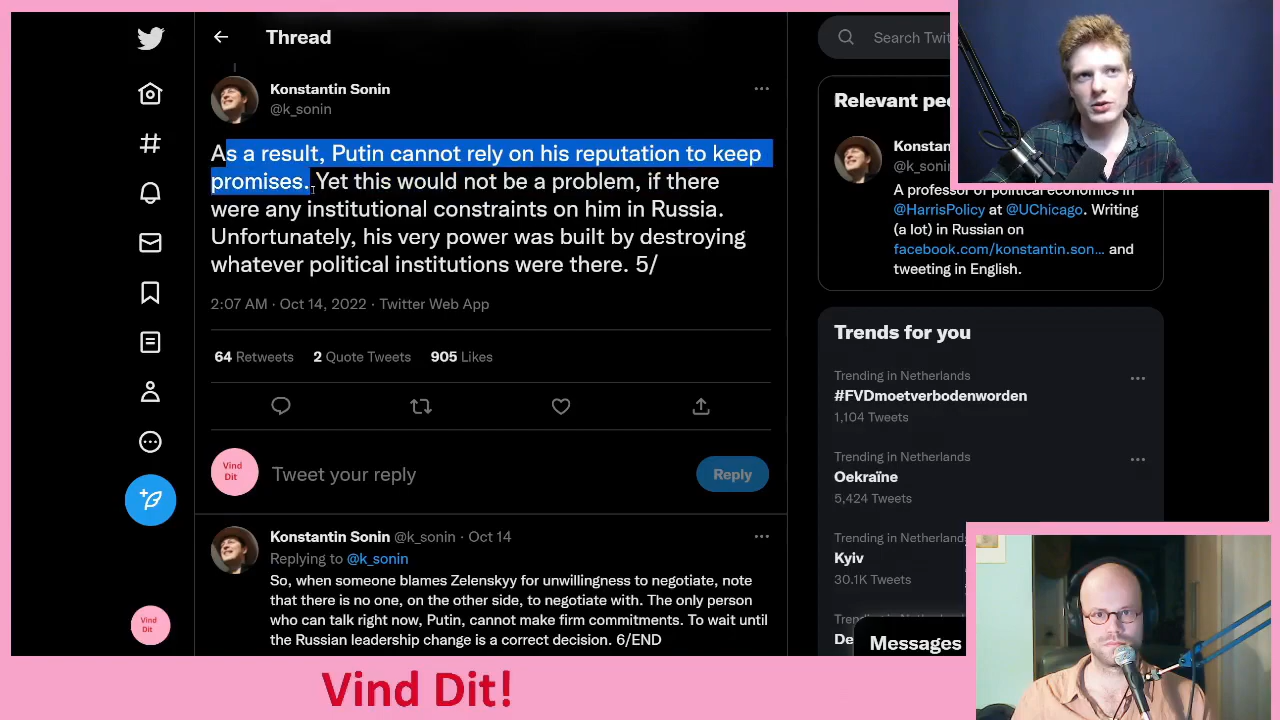 Thread
Search Twit
Konstantin Sonin
@k_sonin
As a result, Putin cannot rely on his reputation to keep
promises. Yet this would not be a problem, if there
were any institutional constraints on him in Russia.
Unfortunately, his very power was built by destroying
whatever political institutions were there. 5/
2:07 AM · Oct 14, 2022 · Twitter Web App
64 Retweets 2 Quote Tweets 905 Likes
Vind
Dit
Tweet your reply
Reply
Konstantin Sonin @k_sonin · Oct 14
Replying to @k_sonin
So, when someone blames Zelenskyy for unwillingness to negotiate, note
that there is no one, on the other side, to negotiate with. The only person
who can talk right now, Putin, cannot make firm commitments. To wait until
the Russian leadership change is a correct decision. 6/END
Vind
Dit
Relevant peo
Konstan
@k_sonin
A professor of political economics in
@HarrisPolicy at @UChicago. Writing
(a lot) in Russian on
facebook.com/konstantin.son... and
tweeting in English.
Trends for you
Trending in Netherlands
#FVDmoetverbodenworden
1,104 Tweets
Trending in Netherlands
Oekraïne
5,424 Tweets
Trending in Netherlands
Kyiv
30.1K Tweets
Trending in
De
Messages
Vind Dit!